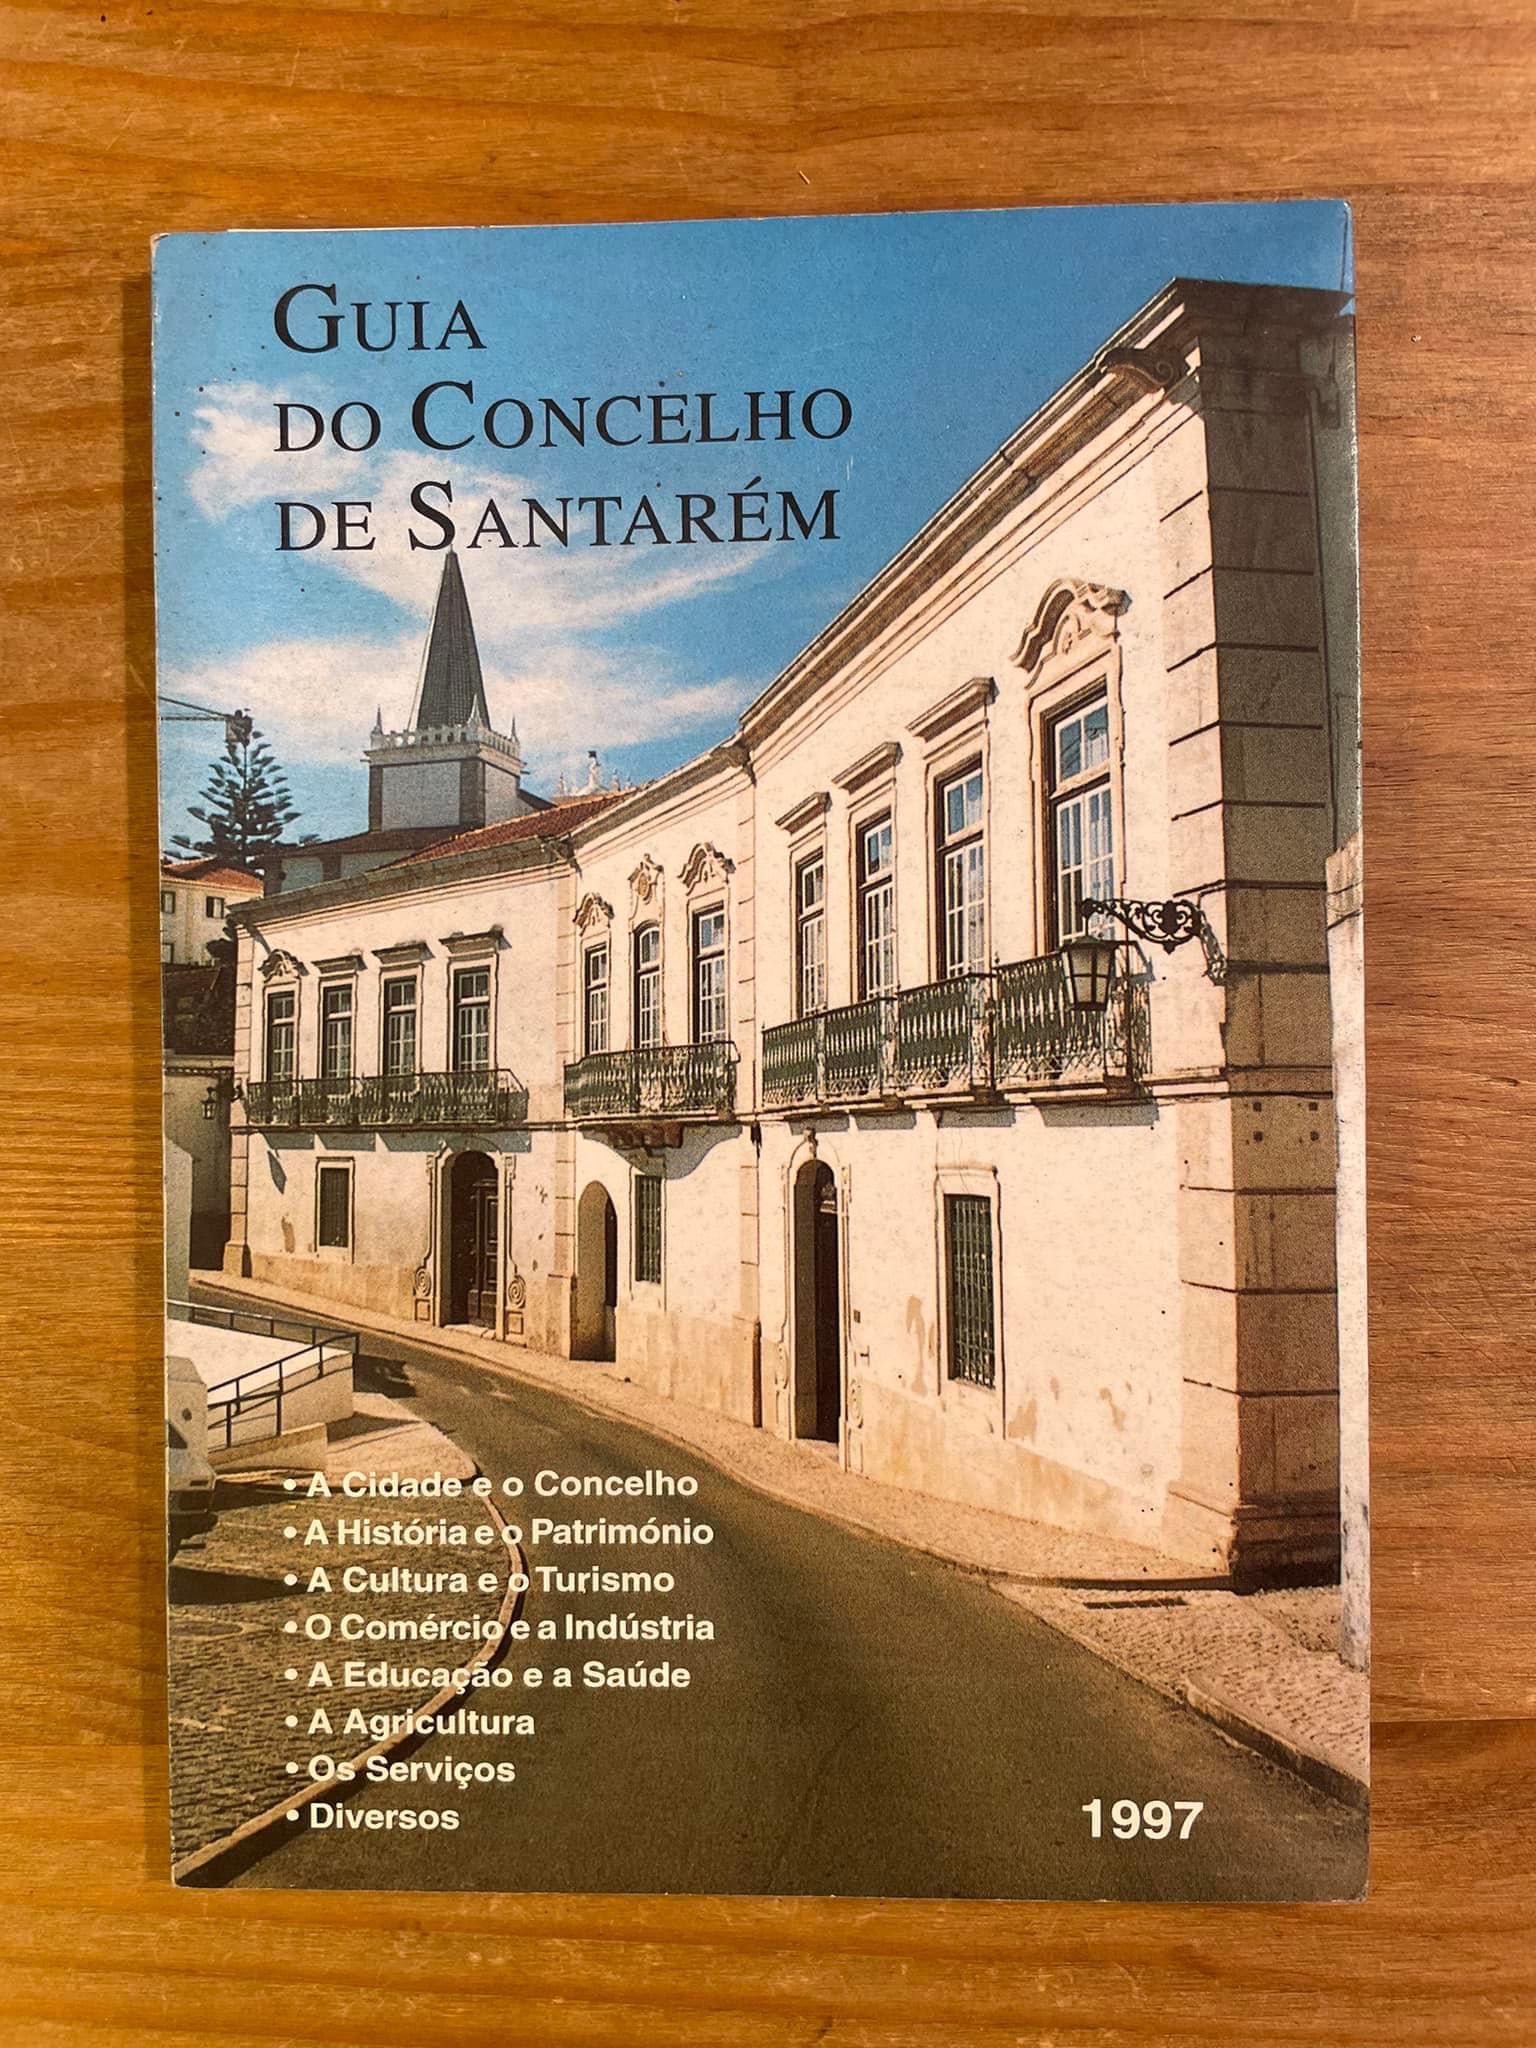 GUIA
DO CONCELHO
DE SANTARÉM
• A Cidade e o Concelho
• A História e o Património
• A Cultura e o Turismo
• O Comércio e a Indústria
• A Educação e a Saúde
• A Agricultura
• Os Serviços
• Diversos
1997